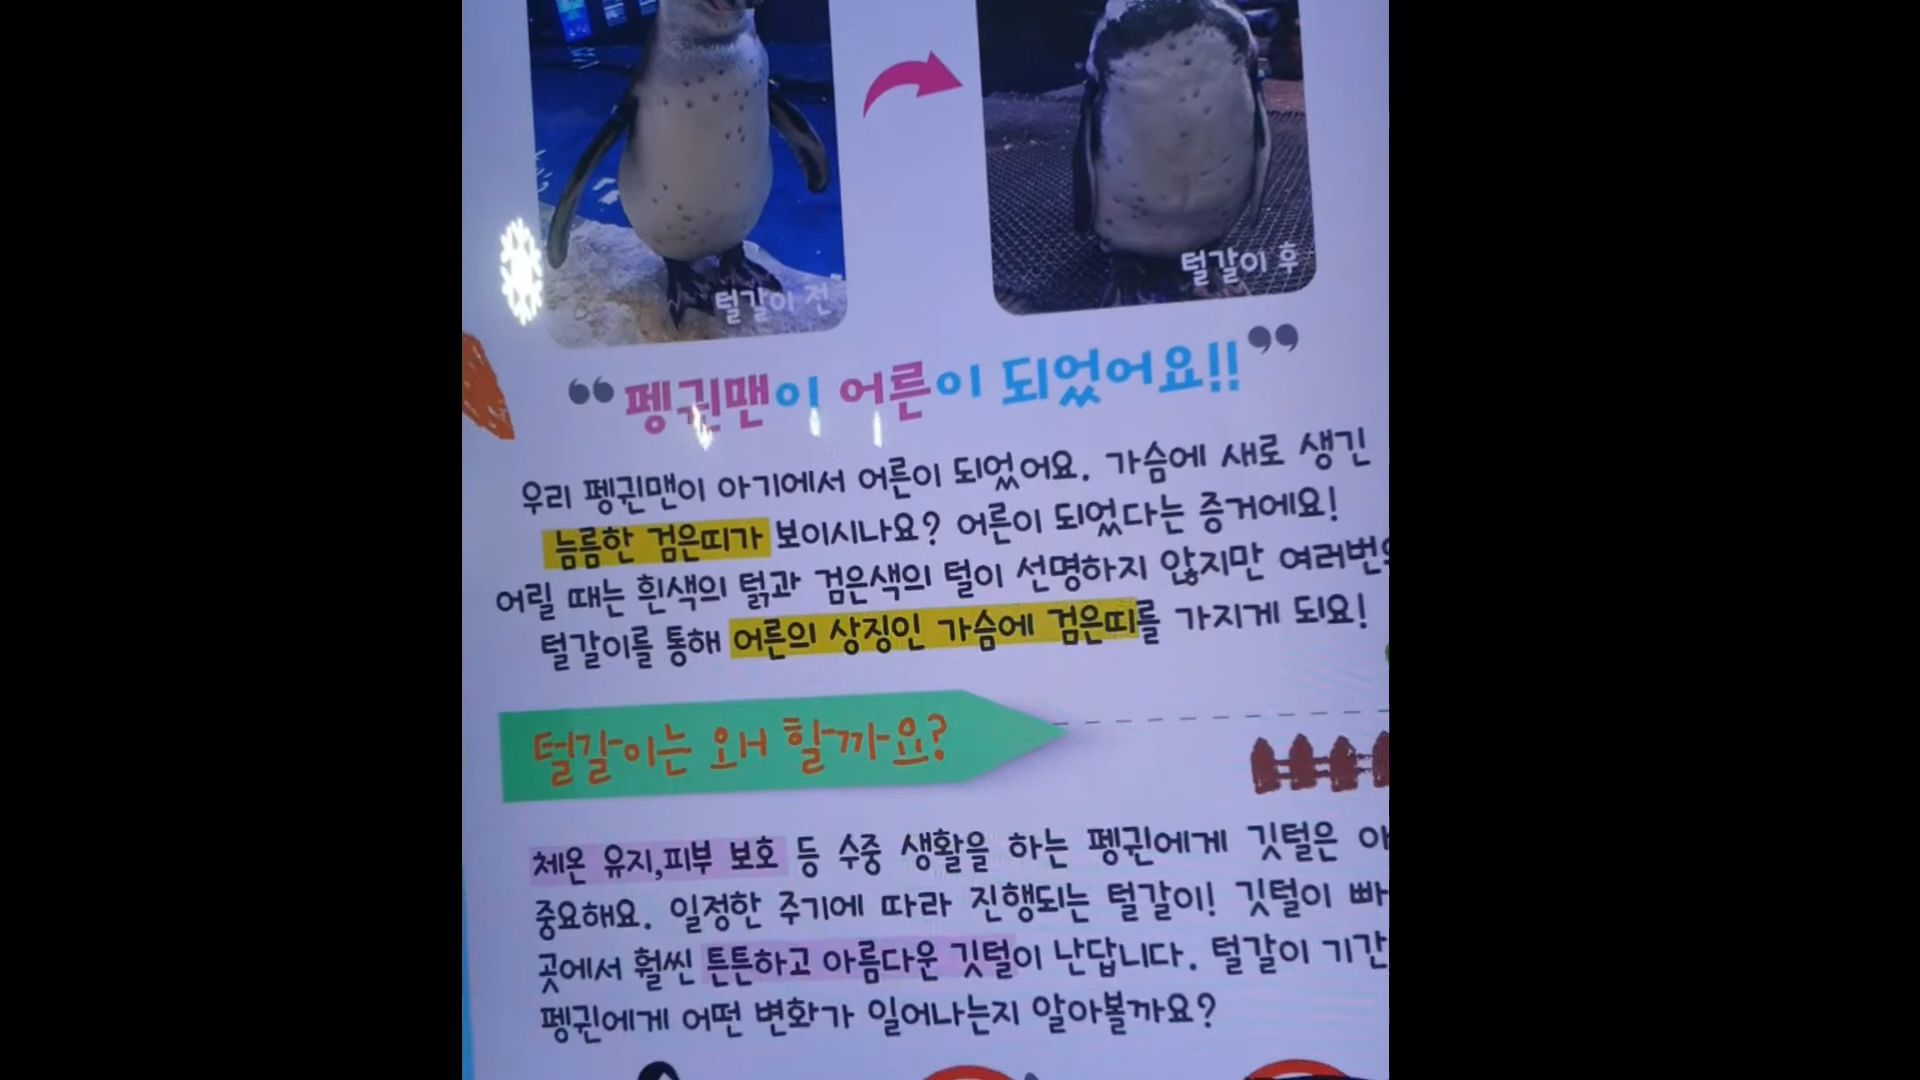 털갈이 전
털갈이 후
“펭귄맨이 어른이 되었어요!!”
우리 펭귄맨이 아기에서 어른이 되었어요. 가슴에 새로 생긴
늠름한 검은띠가 보이시나요? 어른이 되었다는 증거에요!
어릴 때는 흰색의 털과 검은색의 털이 선명하지 않지만 여러번의
털갈이를 통해 어른의 상징인 가슴에 검은띠를 가지게 되요!
털갈이는 왜 할까요?
체온 유지,피부 보호 등 수중 생활을 하는 펭귄에게 깃털은
중요해요. 일정한 주기에 따라 진행되는 털갈이! 깃털이
곳에서 훨씬 튼튼하고 아름다운 깃털이 난답니다. 털갈이 기간
펭귄에게 어떤 변화가 일어나는지 알아볼까요?